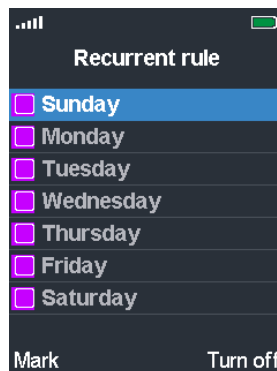 Recurrent rule
Sunday
Monday
Tuesday
Wednesday
Thursday
Friday
Saturday
Mark Turn off